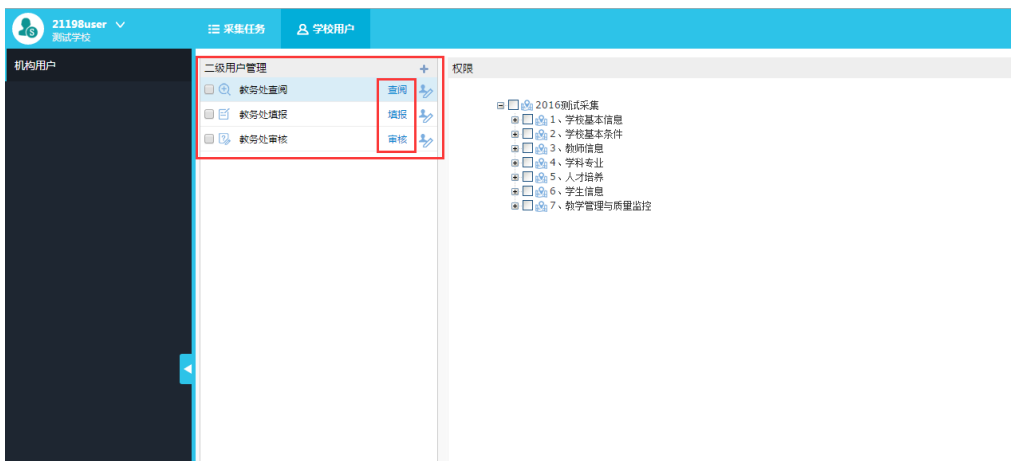 21198user
测试学校
采集任务
学校用户
机构用户
二级用户管理 +
教务处查阅 查阅
教务处填报 填报
教务处审核 审核
权限
2016测试采集
1、学校基本信息
2、学校基本条件
3、教师信息
4、学科专业
5、人才培养
6、学生信息
7、教学管理与质量监控